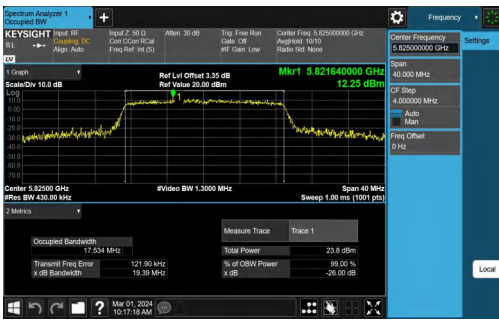 Spectrum Analyzer 1
Occupied BW
KEYSIGHT Input: RF Input Z: 50 Ω Atten: 30 dB Trig: Free Run Center Freq: 5.825000000 GHz
RL Coupling: DC Corr CCorr RCal Gate: Off Avg|Hold: 10/10
Align: Auto Freq Ref: Int (S) #IF Gain: Low Radio Std: None
Frequency
Settings
Center Frequency
5.825000000 GHz
Span
40.000 MHz
CF Step
4.000000 MHz
Auto
Man
Freq Offset
0 Hz
Local
1 Graph
Scale/Div 10.0 dB
Log
Ref Lvl Offset 3.35 dB
Ref Value 20.00 dBm
Mkr1 5.821640000 GHz
12.25 dBm
1
10.0
0.00
-10.0
-20.0
-30.0
-40.0
-50.0
-60.0
-70.0
Center 5.82500 GHz #Video BW 1.3000 MHz Span 40 MHz
#Res BW 430.00 kHz Sweep 1.00 ms (1001 pts)
2 Metrics
Measure Trace Trace 1
Occupied Bandwidth
17.534 MHz
Total Power 23.8 dBm
Transmit Freq Error 121.90 kHz % of OBW Power 99.00 %
x dB Bandwidth 19.39 MHz x dB -26.00 dB
Mar 01, 2024
10:17:18 AM